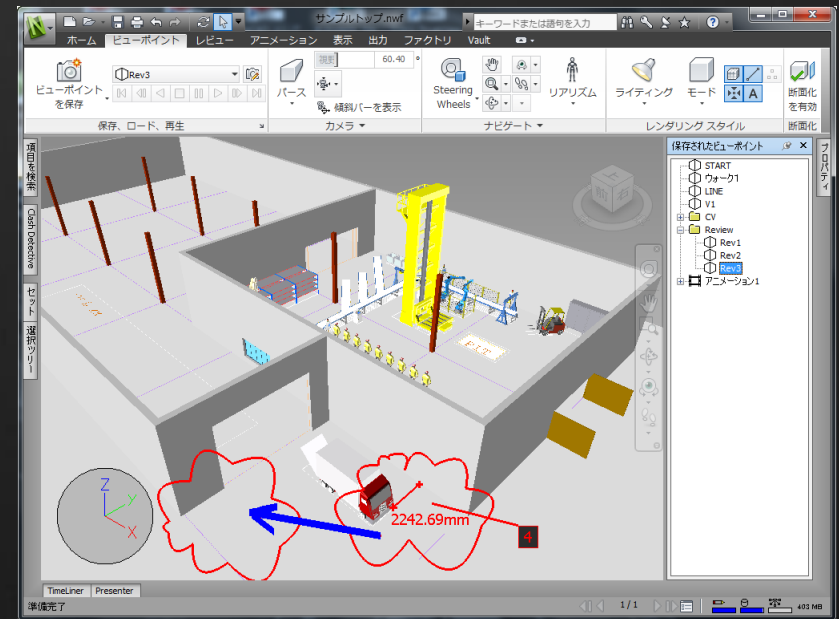 サンプルトップ.nwf
キーワードまたは語句を入力
ホーム ビューポイント レビュー アニメーション 表示 出力 ファクトリ Vault
ビューポイントを保存
Rev3
保存、ロード、再生
パース
視野 60.40 °
傾斜バーを表示
カメラ
Steering
Wheels
リアリズム
ナビゲート
ライティング
モード
レンダリング スタイル
断面化
を有効
断面化
項目を検索
Clash Detective
セット
選択ツリー
保存されたビューポイント
START
ウォーク1
LINE
V1
CV
Review
Rev1
Rev2
Rev3
アニメーション1
プロパティ
PIT
Z
Y
X
2242.69mm
4
TimeLiner Presenter
準備完了
1 / 1
403 MB